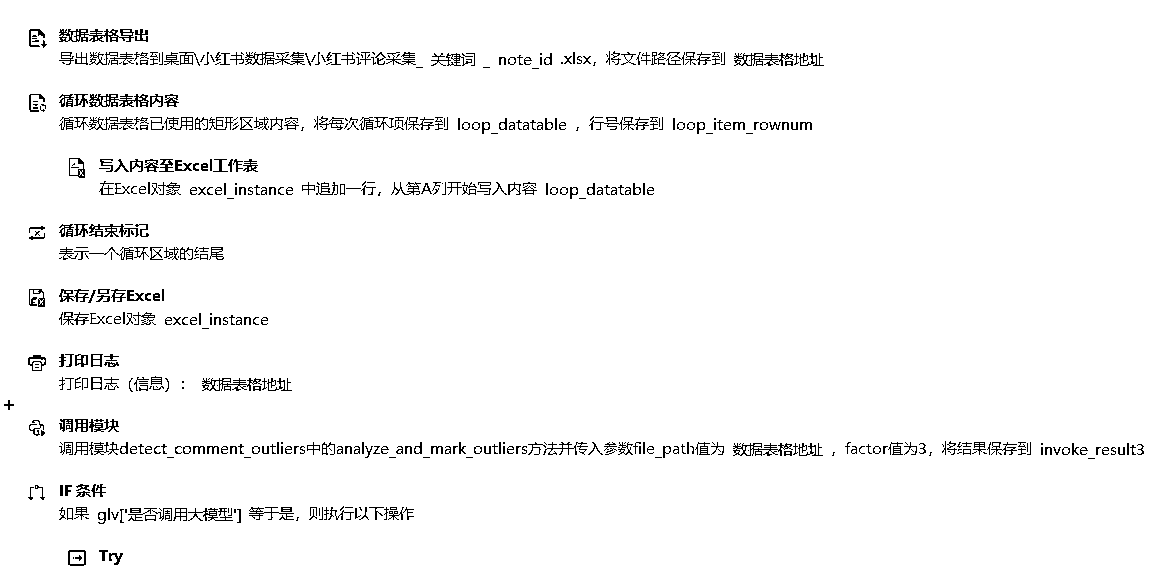 数据表格导出
导出数据表格到桌面\小红书数据采集\小红书评论采集_ 关键词 _ note_id .xlsx，将文件路径保存到 数据表格地址
循环数据表格内容
循环数据表格已使用的矩形区域内容，将每次循环项保存到 loop_datatable ，行号保存到 loop_item_rownum
写入内容至Excel工作表
在Excel对象 excel_instance 中追加一行，从第A列开始写入内容 loop_datatable
循环结束标记
表示一个循环区域的结尾
保存/另存Excel
保存Excel对象 excel_instance
打印日志
打印日志（信息）： 数据表格地址
调用模块
调用模块detect_comment_outliers中的analyze_and_mark_outliers方法并传入参数file_path值为 数据表格地址 ，factor值为3，将结果保存到 invoke_result3
IF 条件
如果 glv['是否调用大模型'] 等于是，则执行以下操作
Try